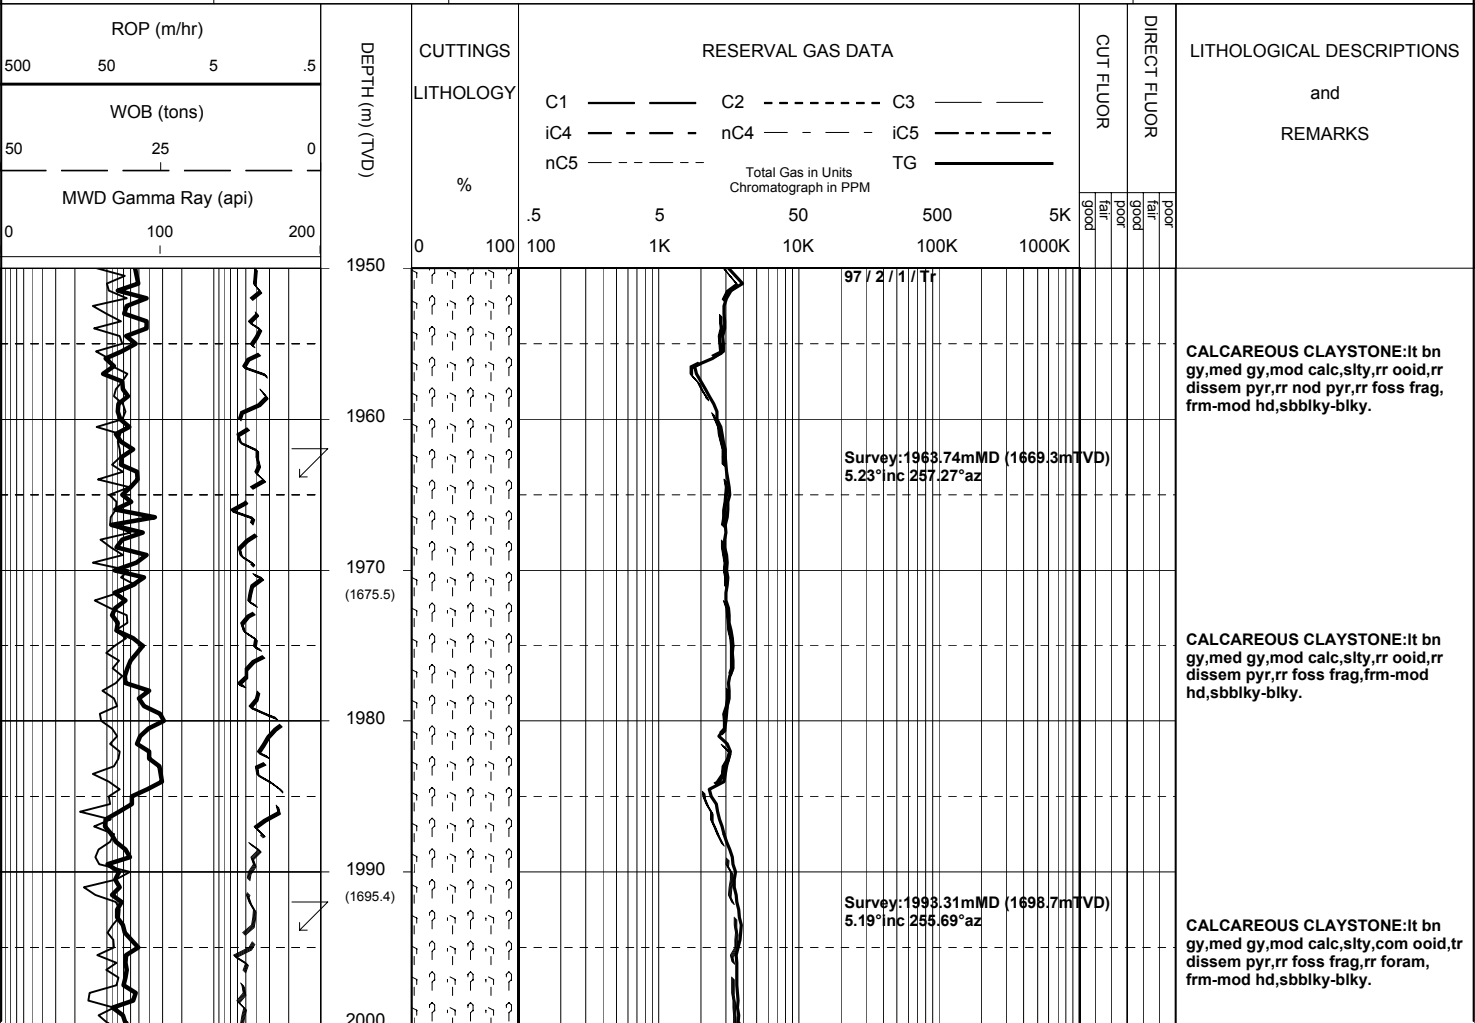 ROP (m/hr)
500 50 5 .5
WOB (tons)
50 25 0
MWD Gamma Ray (api)
0 100 200
DEPTH (m) (TVD)
CUTTINGS
LITHOLOGY
%
0 100
RESERVAL GAS DATA
C1 C2 C3
iC4 nC4 iC5
nC5 TG
Total Gas in Units
Chromatograph in PPM
.5 5 50 500 5K
100 1K 10K 100K 1000K
CUT FLUOR
good fair poor
DIRECT FLUOR
good fair poor
LITHOLOGICAL DESCRIPTIONS
and
REMARKS
1950
97 / 2 / 1 / Tr
CALCAREOUS CLAYSTONE:lt bn
gy,med gy,mod calc,slty,rr ooid,rr
dissem pyr,rr nod pyr,rr foss frag,
frm-mod hd,sbblky-blky.
1960
Survey:1963.74mMD (1669.3mTVD)
5.23°inc 257.27°az
1970
(1675.5)
CALCAREOUS CLAYSTONE:lt bn
gy,med gy,mod calc,slty,rr ooid,rr
dissem pyr,rr foss frag,frm-mod
hd,sbblky-blky.
1980
1990
(1695.4)
Survey:1993.31mMD (1698.7mTVD)
5.19°inc 255.69°az
CALCAREOUS CLAYSTONE:lt bn
gy,med gy,mod calc,slty,com ooid,tr
dissem pyr,rr foss frag,rr foram,
frm-mod hd,sbblky-blky.
2000